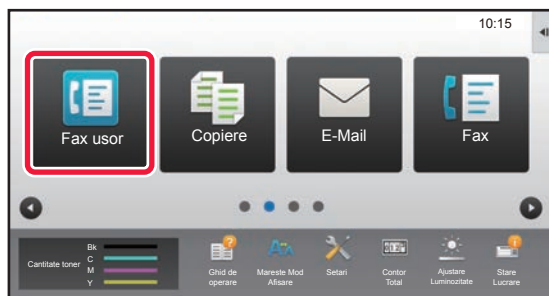 10:15
Fax usor
Copiere
E-Mail
Fax
Cantitate toner
Bk
C
M
Y
Ghid de
operare
Mareste Mod
Afisare
Setari
Contor
Total
Ajustare
Luminozitate
Stare
Lucrare